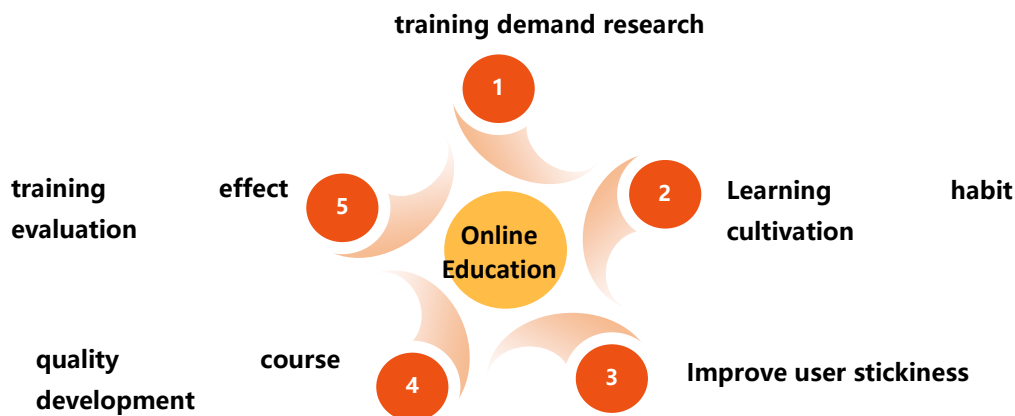 training demand research
1
training effect
evaluation
5
2
Learning habit
cultivation
Online
Education
quality course
development
4
3
Improve user stickiness